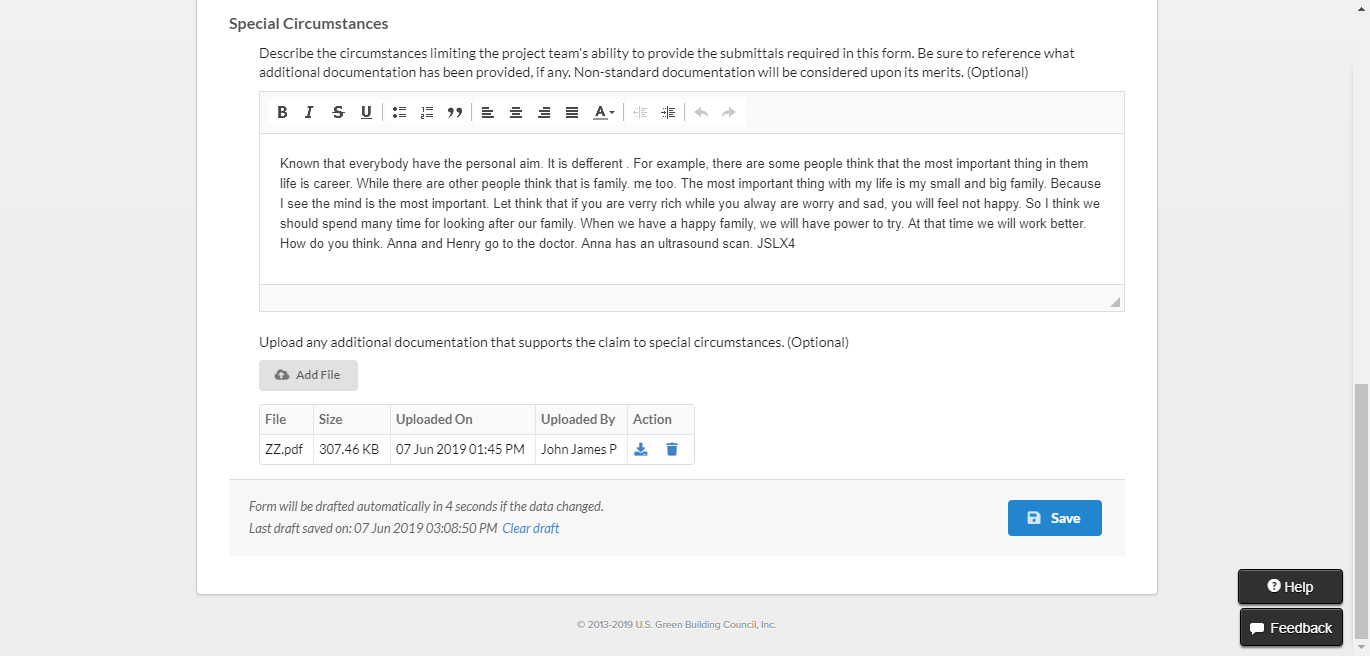 Special Circumstances
Describe the circumstances limiting the project team's ability to provide the submittals required in this form. Be sure to reference what
additional documentation has been provided, if any. Non-standard documentation will be considered upon its merits. (Optional)
B I S U A
Known that everybody have the personal aim. It is defferent . For example, there are some people think that the most important thing in them
life is career. While there are other people think that is family. me too. The most important thing with my life is my small and big family. Because
I see the mind is the most important. Let think that if you are verry rich while you alway are worry and sad, you will feel not happy. So I think we
should spend many time for looking after our family. When we have a happy family, we will have power to try. At that time we will work better.
How do you think. Anna and Henry go to the doctor. Anna has an ultrasound scan. JSLX4
Upload any additional documentation that supports the claim to special circumstances. (Optional)
Add File
File Size Uploaded On Uploaded By Action
ZZ.pdf 307.46 KB 07 Jun 2019 01:45 PM John James P
Form will be drafted automatically in 4 seconds if the data changed.
Last draft saved on: 07 Jun 2019 03:08:50 PM Clear draft
Save
Help
Feedback
© 2013-2019 U.S. Green Building Council, Inc.